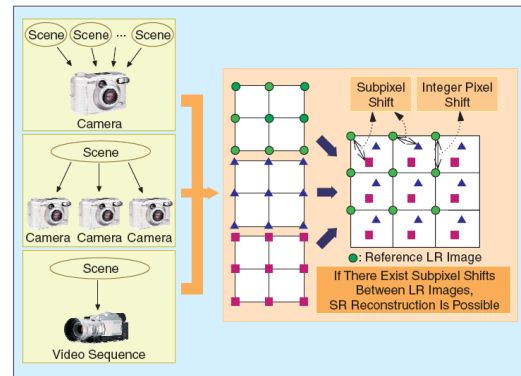 Scene Scene ... Scene
Camera
Scene
Camera Camera Camera
Scene
Video Sequence
Subpixel
Shift
Integer Pixel
Shift
: Reference LR Image
If There Exist Subpixel Shifts
Between LR Images,
SR Reconstruction Is Possible